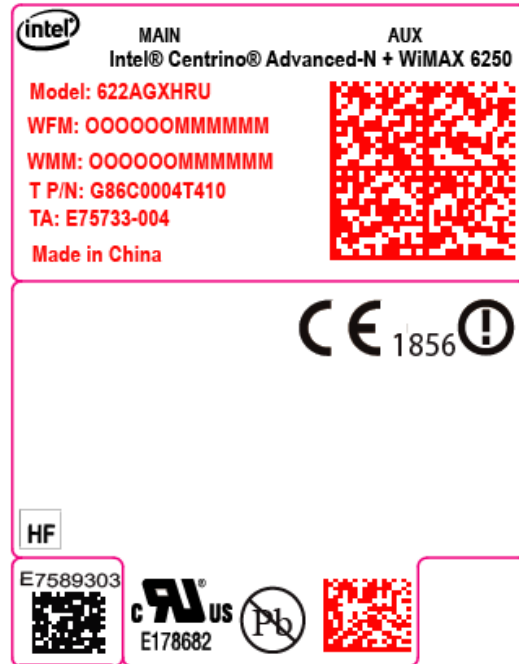 intel®
MAIN AUX
Intel® Centrino® Advanced-N + WiMAX 6250
Model: 622AGXHRU
WFM: OOOOOOMMMMMM
WMM: OOOOOOMMMMMM
T P/N: G86C0004T410
TA: E75733-004
Made in China
CE 1856
HF
E7589303
c RU® US
E178682
Pb